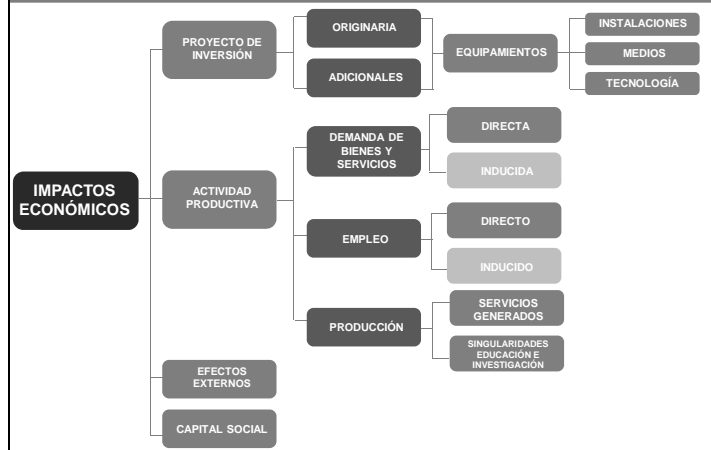 IMPACTOS
ECONÓMICOS
PROYECTO DE
INVERSIÓN
ORIGINARIA
ADICIONALES
EQUIPAMIENTOS
INSTALACIONES
MEDIOS
TECNOLOGÍA
ACTIVIDAD
PRODUCTIVA
DEMANDA DE
BIENES Y
SERVICIOS
DIRECTA
INDUCIDA
EMPLEO
DIRECTO
INDUCIDO
PRODUCCIÓN
SERVICIOS
GENERADOS
SINGULARIDADES
EDUCACIÓN E
INVESTIGACIÓN
EFECTOS
EXTERNOS
CAPITAL SOCIAL